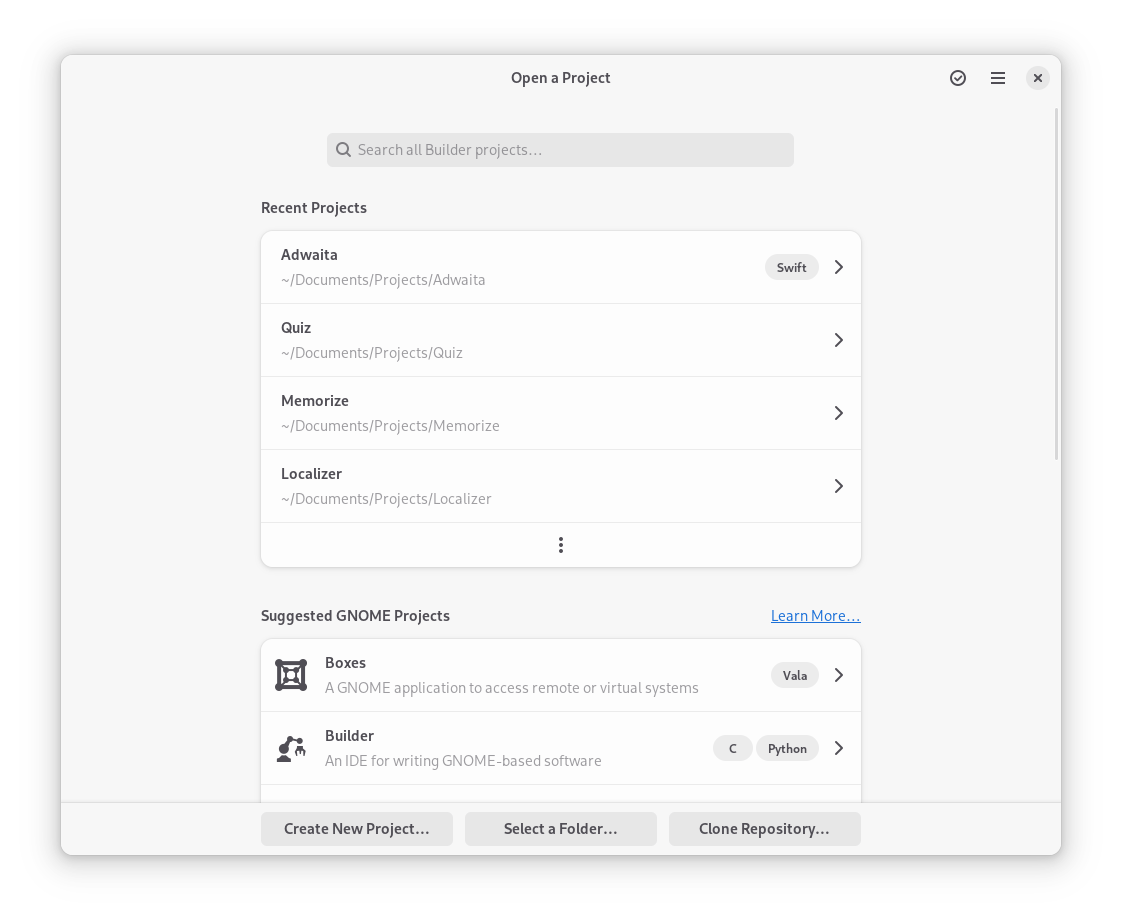 Open a Project
Search all Builder projects…
Recent Projects
Adwaita
~/Documents/Projects/Adwaita
Swift
Quiz
~/Documents/Projects/Quiz
Memorize
~/Documents/Projects/Memorize
Localizer
~/Documents/Projects/Localizer
Suggested GNOME Projects
Learn More…
Boxes
A GNOME application to access remote or virtual systems
Vala
Builder
An IDE for writing GNOME-based software
C
Python
Create New Project…
Select a Folder…
Clone Repository…